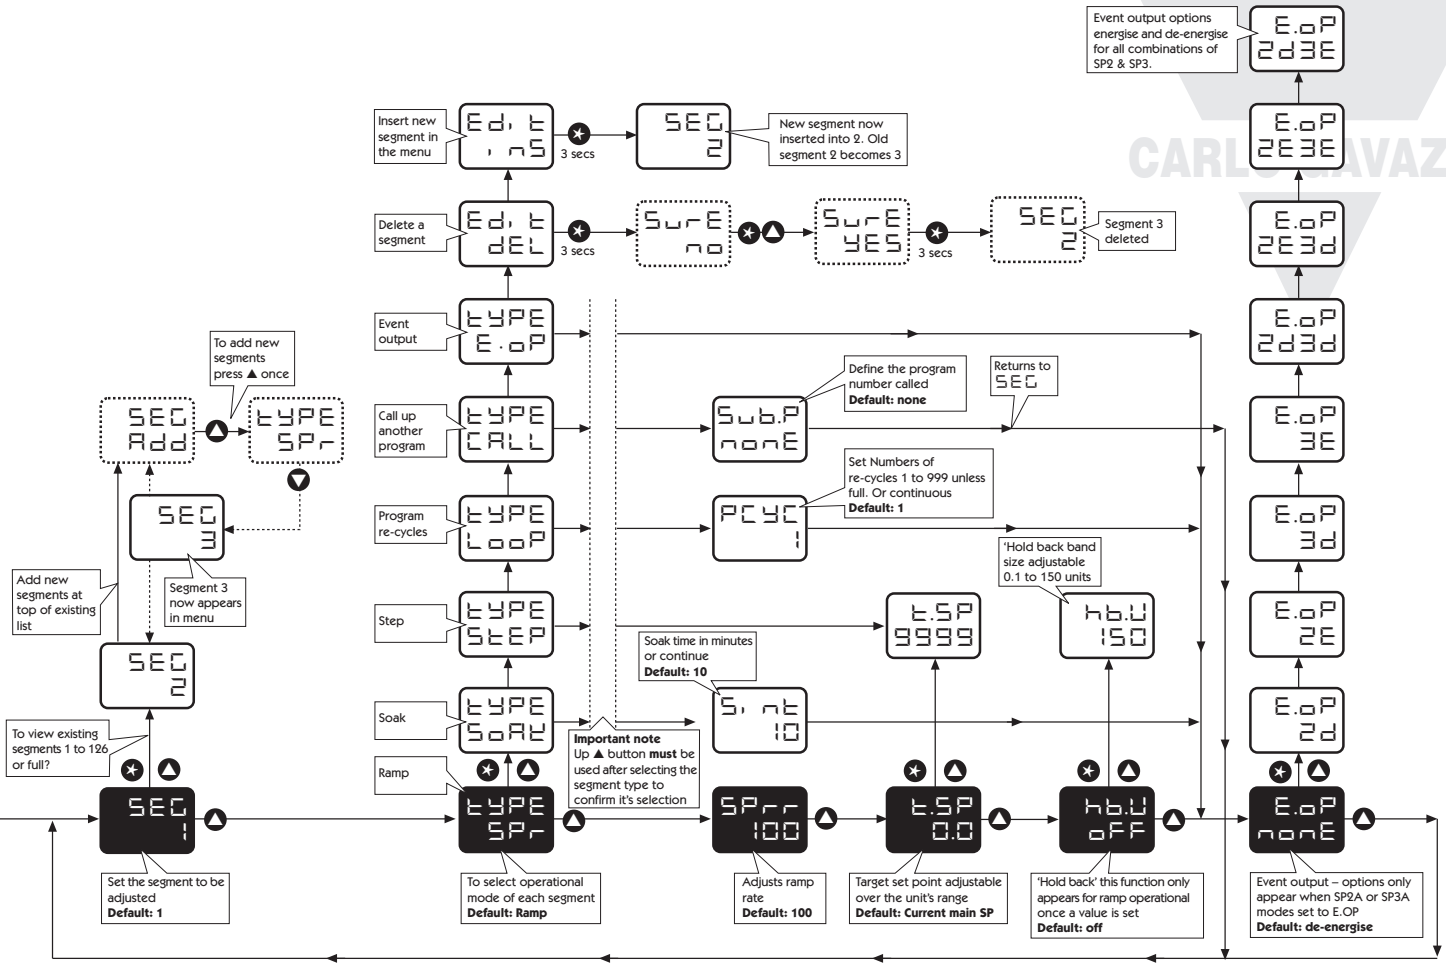 Event output options
energise and de-energise
for all combinations of
SP2 & SP3.
E.oP
2d3E
Insert new
segment in
the menu
Edit
inS
3 secs
SEG
2
New segment now
inserted into 2. Old
segment 2 becomes 3
E.oP
2E3E
CARLO GAVAZ
Delete a
segment
Edit
dEL
3 secs
SurE
no
SurE
YES
3 secs
SEG
2
Segment 3
deleted
E.oP
2E3d
Event
output
tYPE
E.oP
E.oP
2d3d
To add new
segments
press ▲ once
SEG
Add
tYPE
SPr
Call up
another
program
tYPE
CALL
Sub.P
nonE
Define the program
number called
Default: none
Returns to
SEG
E.oP
3E
SEG
3
Segment 3
now appears
in menu
Program
re-cycles
tYPE
LooP
PCYC
1
Set Numbers of
re-cycles 1 to 999 unless
full. Or continuous
Default: 1
E.oP
3d
Add new
segments at
top of existing
list
Step
tYPE
StEP
t.SP
9999
'Hold back band
size adjustable
0.1 to 150 units
hb.U
150
E.oP
2E
SEG
2
Soak
tYPE
SoAK
Soak time in minutes
or continue
Default: 10
Sint
10
E.oP
2d
To view existing
segments 1 to 126
or full?
Ramp
Important note
Up ▲ button must be
used after selecting the
segment type to
confirm it's selection
SEG
1
tYPE
SPr
SPrr
100
t.SP
0.0
hb.U
oFF
E.oP
nonE
Set the segment to be
adjusted
Default: 1
To select operational
mode of each segment
Default: Ramp
Adjusts ramp
rate
Default: 100
Target set point adjustable
over the unit's range
Default: Current main SP
'Hold back' this function only
appears for ramp operational
once a value is set
Default: off
Event output – options only
appear when SP2A or SP3A
modes set to E.OP
Default: de-energise